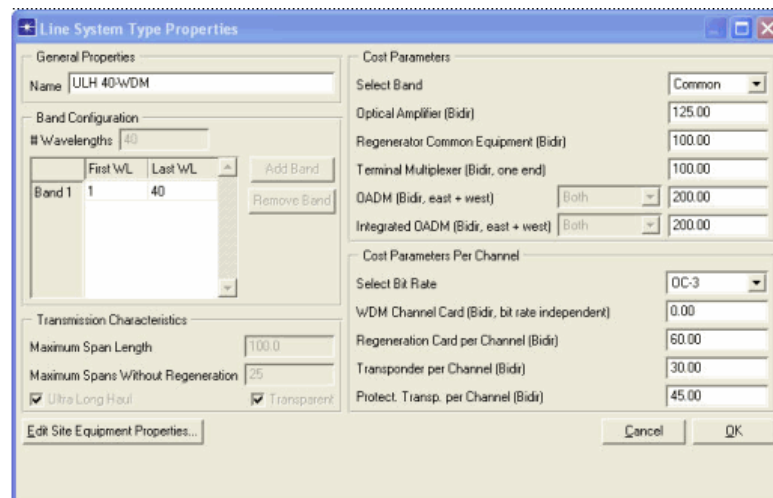 Line System Type Properties
General Properties
Name ULH 40-WDM
Band Configuration
# Wavelengths 40
First WL Last WL
Band 1 1 40
Add Band
Remove Band
Transmission Characteristics
Maximum Span Length 100.0
Maximum Spans Without Regeneration 25
Ultra Long Haul Transparent
Edit Site Equipment Properties...
Cost Parameters
Select Band Common
Optical Amplifier (Bidir) 125.00
Regenerator Common Equipment (Bidir) 100.00
Terminal Multiplexer (Bidir, one end) 100.00
OADM (Bidir, east + west) Both 200.00
Integrated OADM (Bidir, east + west) Both 200.00
Cost Parameters Per Channel
Select Bit Rate OC-3
WDM Channel Card (Bidir, bit rate independent) 0.00
Regeneration Card per Channel (Bidir) 60.00
Transponder per Channel (Bidir) 30.00
Protect. Transp. per Channel (Bidir) 45.00
Cancel OK